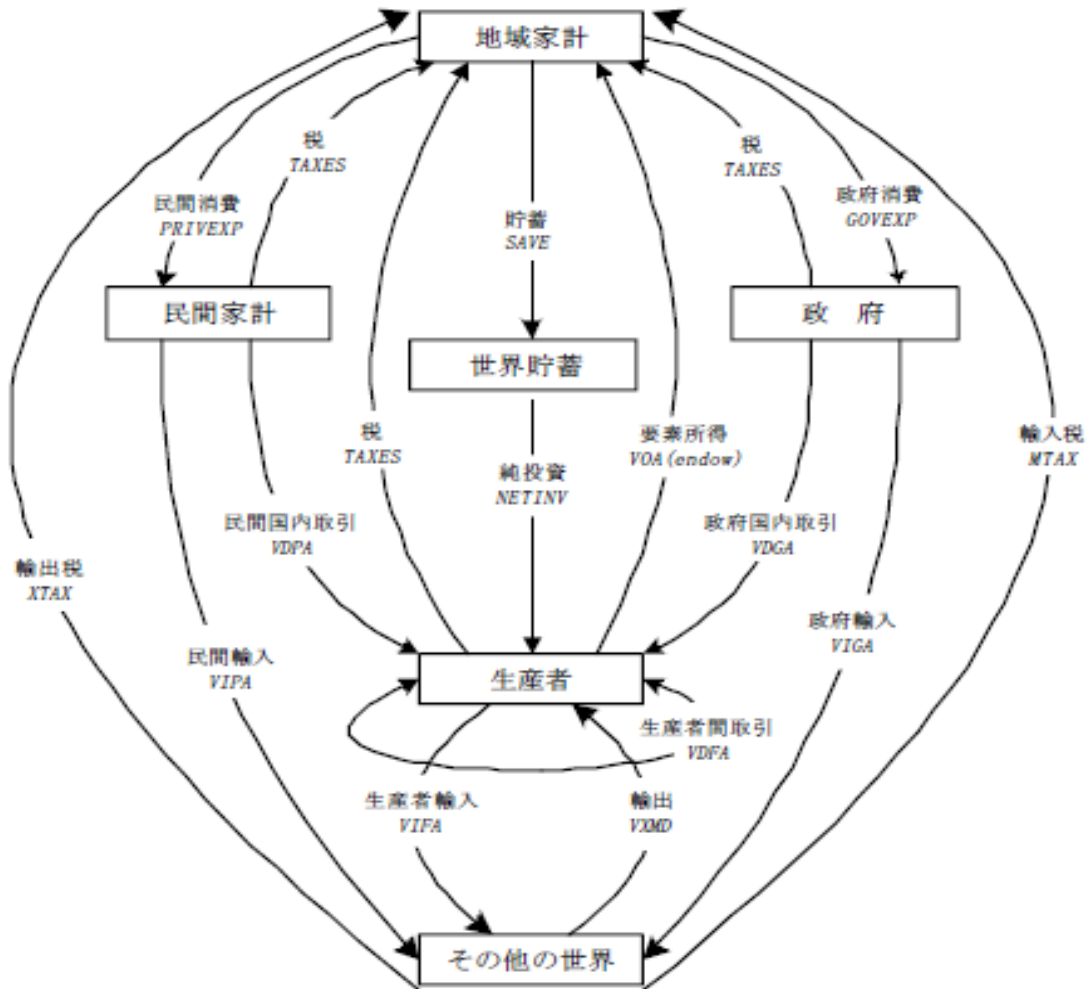 地域家計
税
TAXES
税
TAXES
民間消費
PRIVEXP
貯蓄
SAVE
政府消費
GOVEXP
民間家計
政　府
世界貯蓄
税
TAXES
要素所得
VOA(endow)
輸入税
MTAX
純投資
NETINV
民間国内取引
VDPA
政府国内取引
VDGA
輸出税
XTAX
政府輸入
VIGA
民間輸入
VIPA
生産者
生産者間取引
VDFA
生産者輸入
VIFA
輸出
VXMD
その他の世界